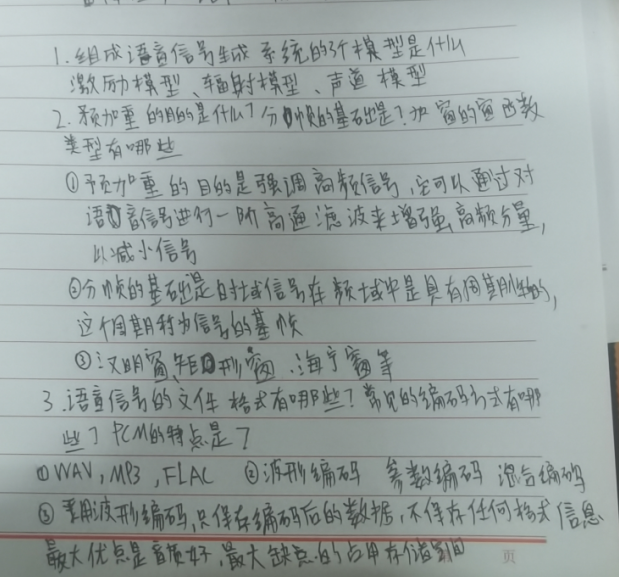 1.组成语音信号生成系统的3个模型是什么
激励模型、辐射模型、声道模型
2.预加重的目的是什么?分帧的基础是?加窗的窗函数
类型有哪些
①预加重的目的是强调高频信号,它可以通过对
语音信号进行一阶高通滤波来增强高频分量,
以减小信号
②分帧的基础是时域信号在频域中是具有周期性的,
这个周期称为信号的基帧
③汉明窗、矩形窗、海宁窗等
3.语音信号的文件格式有哪些?常见的编码方式有哪
些?PCM的特点是?
①WAV,MP3,FLAC ②波形编码 参数编码 混合编码
③采用波形编码,只保存编码后的数据,不保存任何格式信息
最大优点是音质好,最大缺点的占用存储空间
页